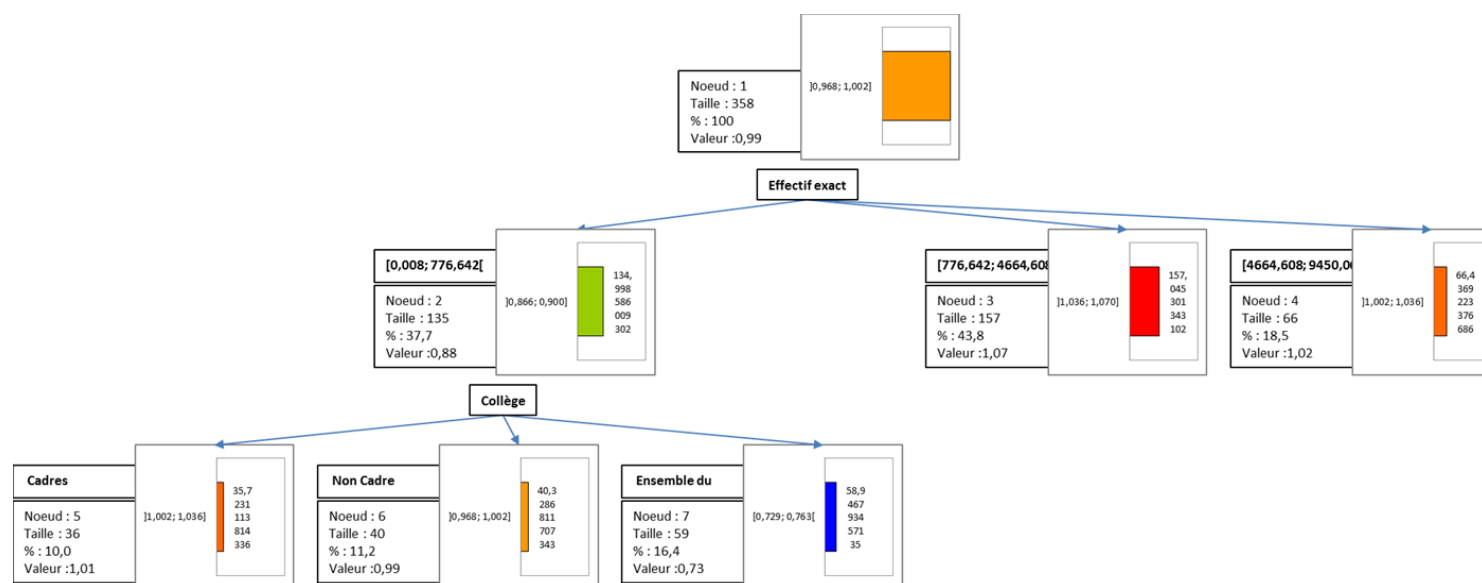 Noeud : 1
Taille : 358
% : 100
Valeur :0,99
]0,968; 1,002]
Effectif exact
[0,008; 776,642[
Noeud : 2
Taille : 135
% : 37,7
Valeur :0,88
]0,866; 0,900]
134,
998
586
009
302
[776,642; 4664,608
Noeud : 3
Taille : 157
% : 43,8
Valeur :1,07
]1,036; 1,070]
157,
045
301
343
102
[4664,608; 9450,0
Noeud : 4
Taille : 66
% : 18,5
Valeur :1,02
]1,002; 1,036]
66,4
369
223
376
686
Collège
Cadres
Noeud : 5
Taille : 36
% : 10,0
Valeur :1,01
]1,002; 1,036]
35,7
231
113
814
336
Non Cadre
Noeud : 6
Taille : 40
% : 11,2
Valeur :0,99
]0,968; 1,002]
40,3
286
811
707
343
Ensemble du
Noeud : 7
Taille : 59
% : 16,4
Valeur :0,73
[0,729; 0,763[
58,9
467
934
571
35